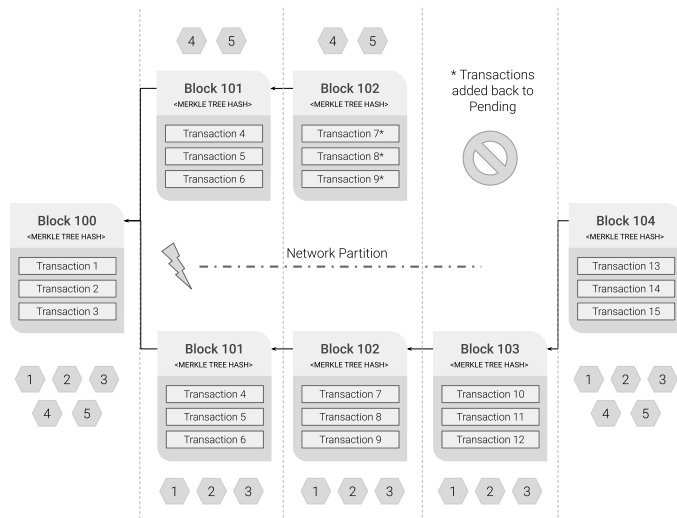 4 5
4 5
Block 101
<MERKLE TREE HASH>
Transaction 4
Transaction 5
Transaction 6
Block 102
<MERKLE TREE HASH>
Transaction 7*
Transaction 8*
Transaction 9*
* Transactions
added back to
Pending
Block 100
<MERKLE TREE HASH>
Transaction 1
Transaction 2
Transaction 3
Network Partition
Block 104
<MERKLE TREE HASH>
Transaction 13
Transaction 14
Transaction 15
Block 101
<MERKLE TREE HASH>
Transaction 4
Transaction 5
Transaction 6
Block 102
<MERKLE TREE HASH>
Transaction 7
Transaction 8
Transaction 9
Block 103
<MERKLE TREE HASH>
Transaction 10
Transaction 11
Transaction 12
1 2 3
4 5
1 2 3
4 5
1 2 3
1 2 3
1 2 3